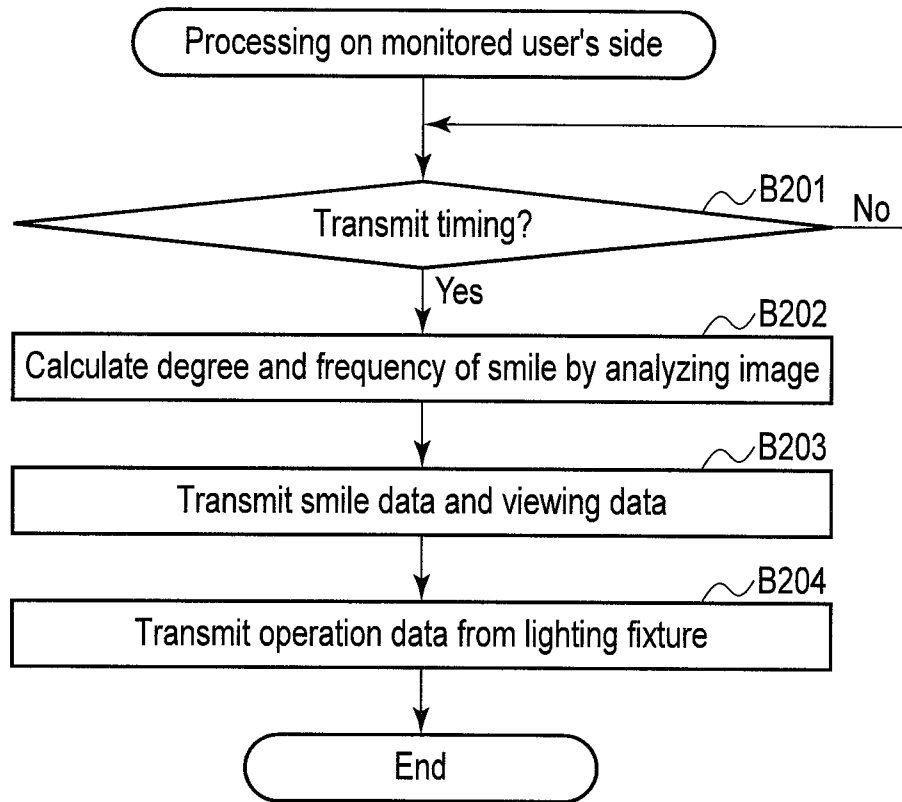 Processing on monitored user's side
B201
Transmit timing?
No
Yes
B202
Calculate degree and frequency of smile by analyzing image
B203
Transmit smile data and viewing data
B204
Transmit operation data from lighting fixture
End